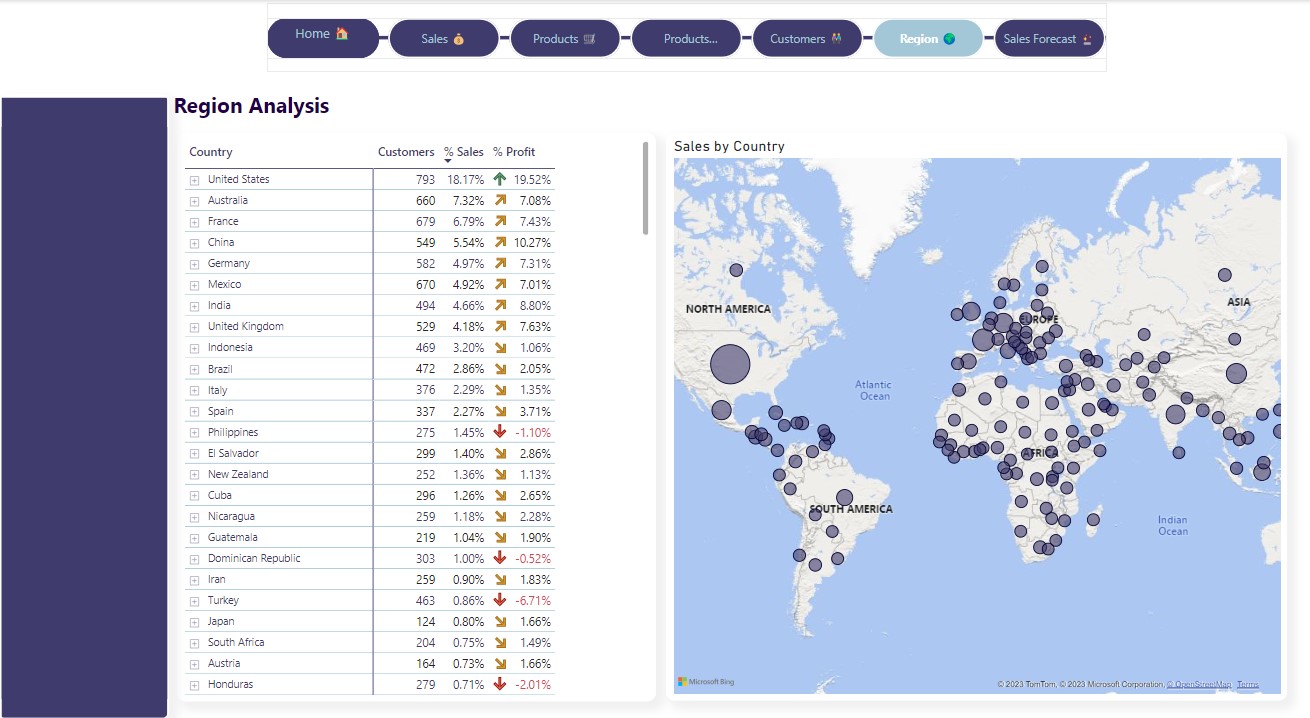 Home 🏠
Sales 💰
Products 🛒
Products...
Customers 👫
Region 🌍
Sales Forecast
Region Analysis
Country Customers % Sales % Profit
United States 793 18.17% 19.52%
Australia 660 7.32% 7.08%
France 679 6.79% 7.43%
China 549 5.54% 10.27%
Germany 582 4.97% 7.31%
Mexico 670 4.92% 7.01%
India 494 4.66% 8.80%
United Kingdom 529 4.18% 7.63%
Indonesia 469 3.20% 1.06%
Brazil 472 2.86% 2.05%
Italy 376 2.29% 1.35%
Spain 337 2.27% 3.71%
Philippines 275 1.45% -1.10%
El Salvador 299 1.40% 2.86%
New Zealand 252 1.36% 1.13%
Cuba 296 1.26% 2.65%
Nicaragua 259 1.18% 2.28%
Guatemala 219 1.04% 1.90%
Dominican Republic 303 1.00% -0.52%
Iran 259 0.90% 1.83%
Turkey 463 0.86% -6.71%
Japan 124 0.80% 1.66%
South Africa 204 0.75% 1.49%
Austria 164 0.73% 1.66%
Honduras 279 0.71% -2.01%
Sales by Country
NORTH AMERICA
EUROPE
ASIA
Atlantic
Ocean
AFRICA
SOUTH AMERICA
Indian
Ocean
Microsoft Bing
© 2023 TomTom, © 2023 Microsoft Corporation, © OpenStreetMap Terms